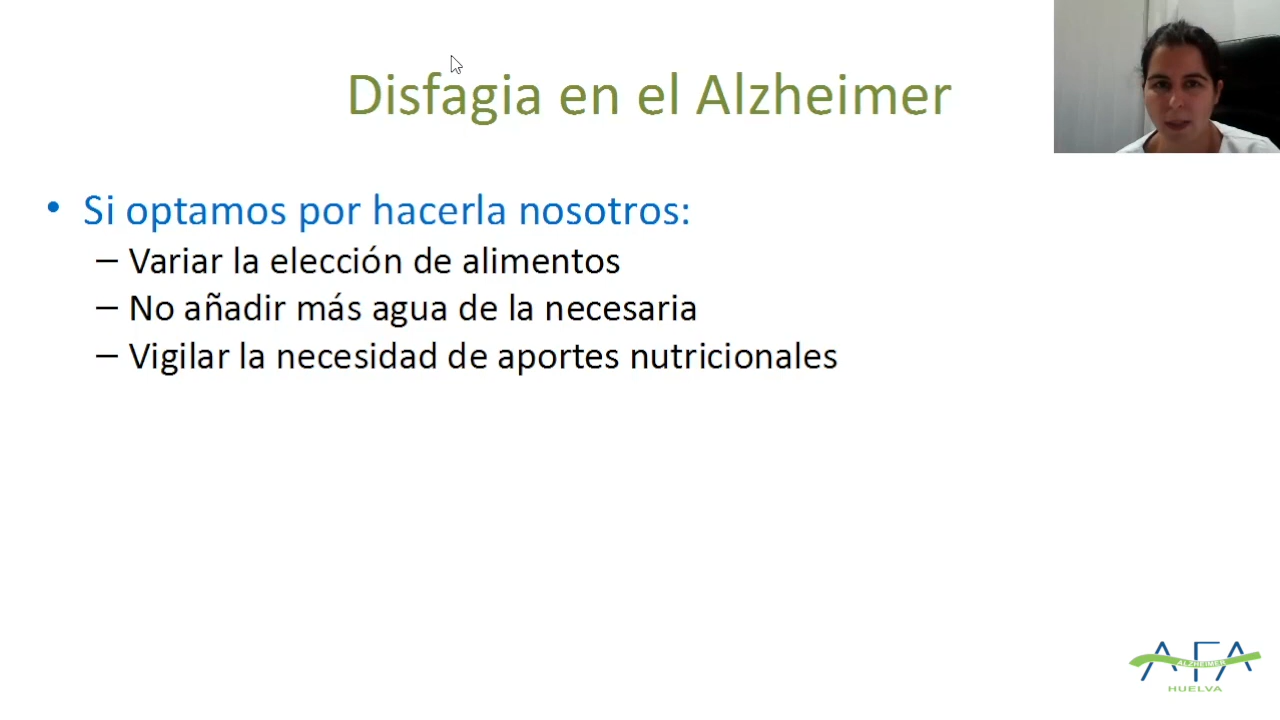 Disfagia en el Alzheimer
• Si optamos por hacerla nosotros:
– Variar la elección de alimentos
– No añadir más agua de la necesaria
– Vigilar la necesidad de aportes nutricionales
AFA
ALZHEIMER
HUELVA